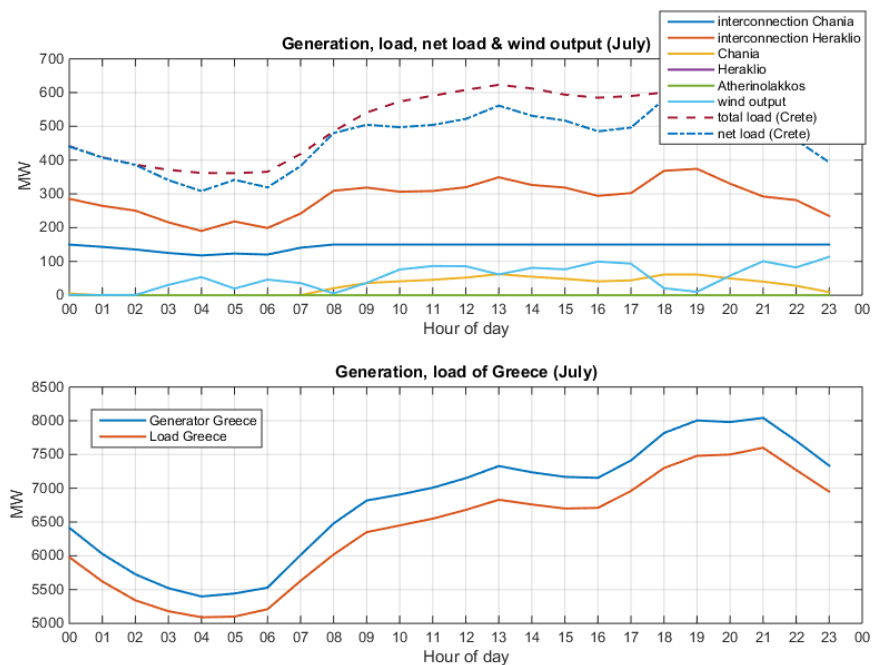 Generation, load, net load & wind output (July)
interconnection Chania
interconnection Heraklio
Chania
Heraklio
Atherinolakkos
wind output
total load (Crete)
net load (Crete)
700
600
500
400
300
200
100
0
MW
00 01 02 03 04 05 06 07 08 09 10 11 12 13 14 15 16 17 18 19 20 21 22 23 00
Hour of day
Generation, load of Greece (July)
Generator Greece
Load Greece
8500
8000
7500
7000
6500
6000
5500
5000
MW
00 01 02 03 04 05 06 07 08 09 10 11 12 13 14 15 16 17 18 19 20 21 22 23 00
Hour of day